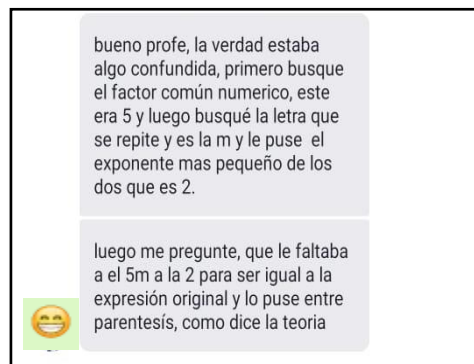 bueno profe, la verdad estaba
algo confundida, primero busque
el factor común numerico, este
era 5 y luego busqué la letra que
se repite y es la m y le puse el
exponente mas pequeño de los
dos que es 2.
luego me pregunte, que le faltaba
a el 5m a la 2 para ser igual a la
expresión original y lo puse entre
parentesís, como dice la teoria